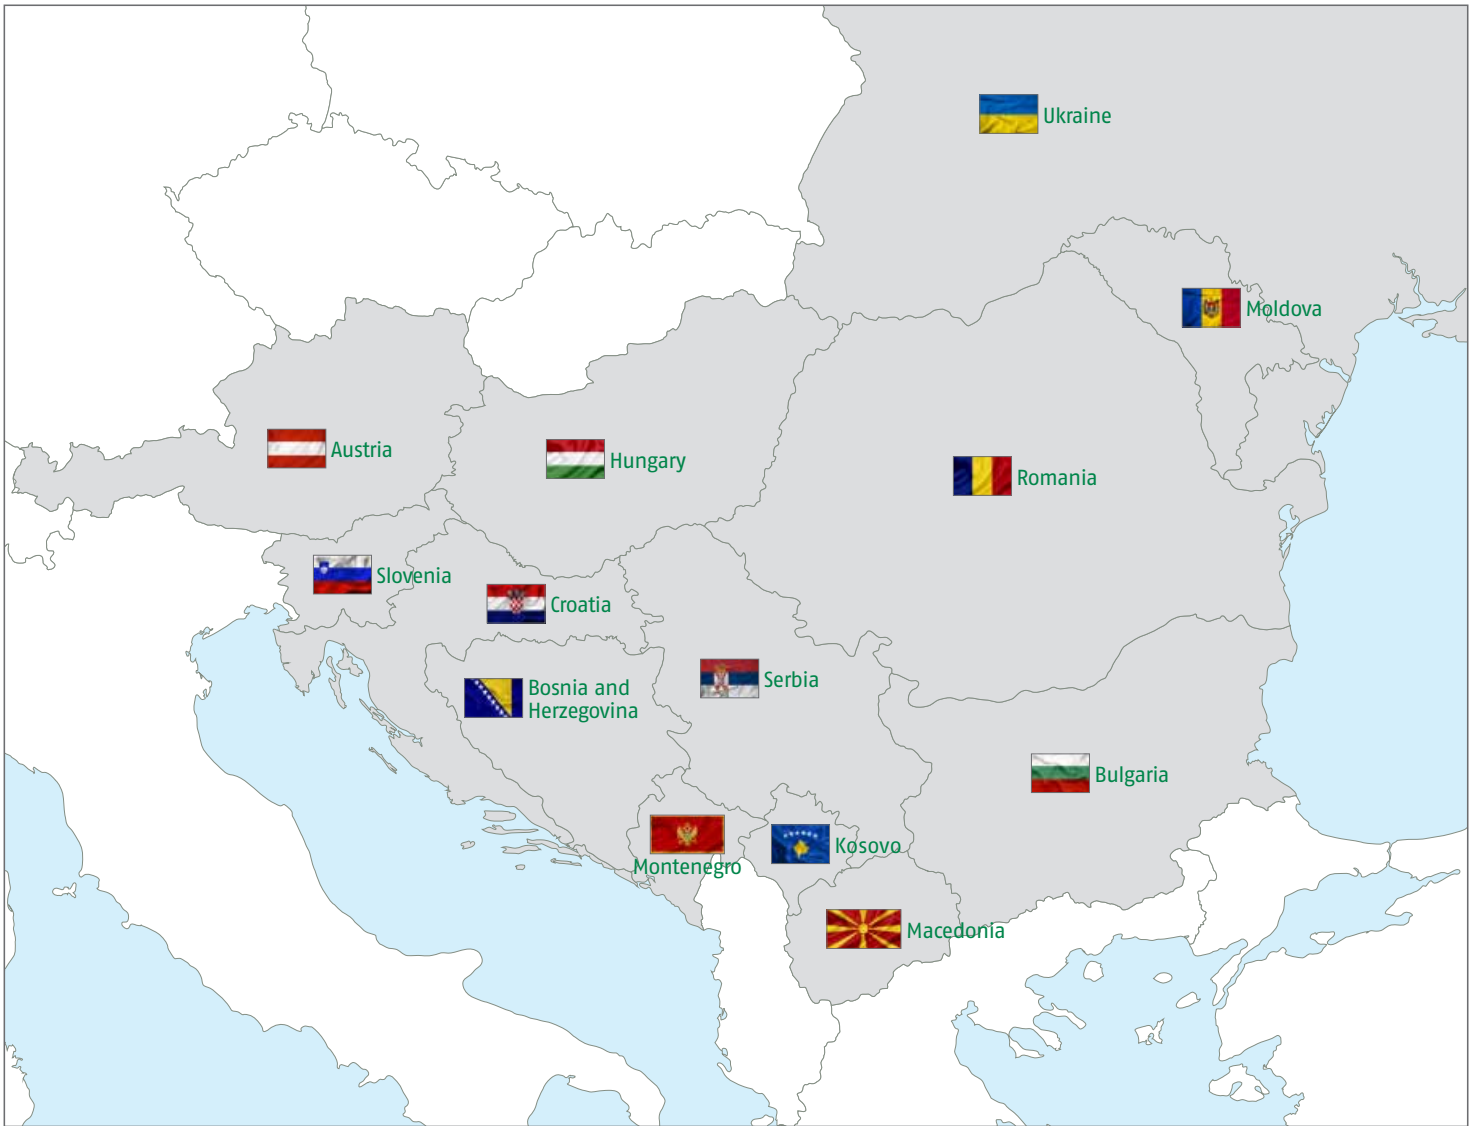 Ukraine
Moldova
Austria
Hungary
Romania
Slovenia
Croatia
Serbia
Bosnia and
Herzegovina
Bulgaria
Kosovo
Montenegro
Macedonia